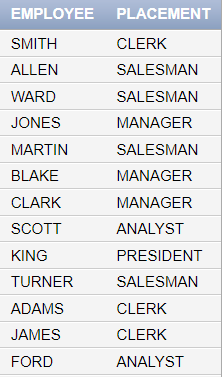 EMPLOYEE PLACEMENT
SMITH CLERK
ALLEN SALESMAN
WARD SALESMAN
JONES MANAGER
MARTIN SALESMAN
BLAKE MANAGER
CLARK MANAGER
SCOTT ANALYST
KING PRESIDENT
TURNER SALESMAN
ADAMS CLERK
JAMES CLERK
FORD ANALYST